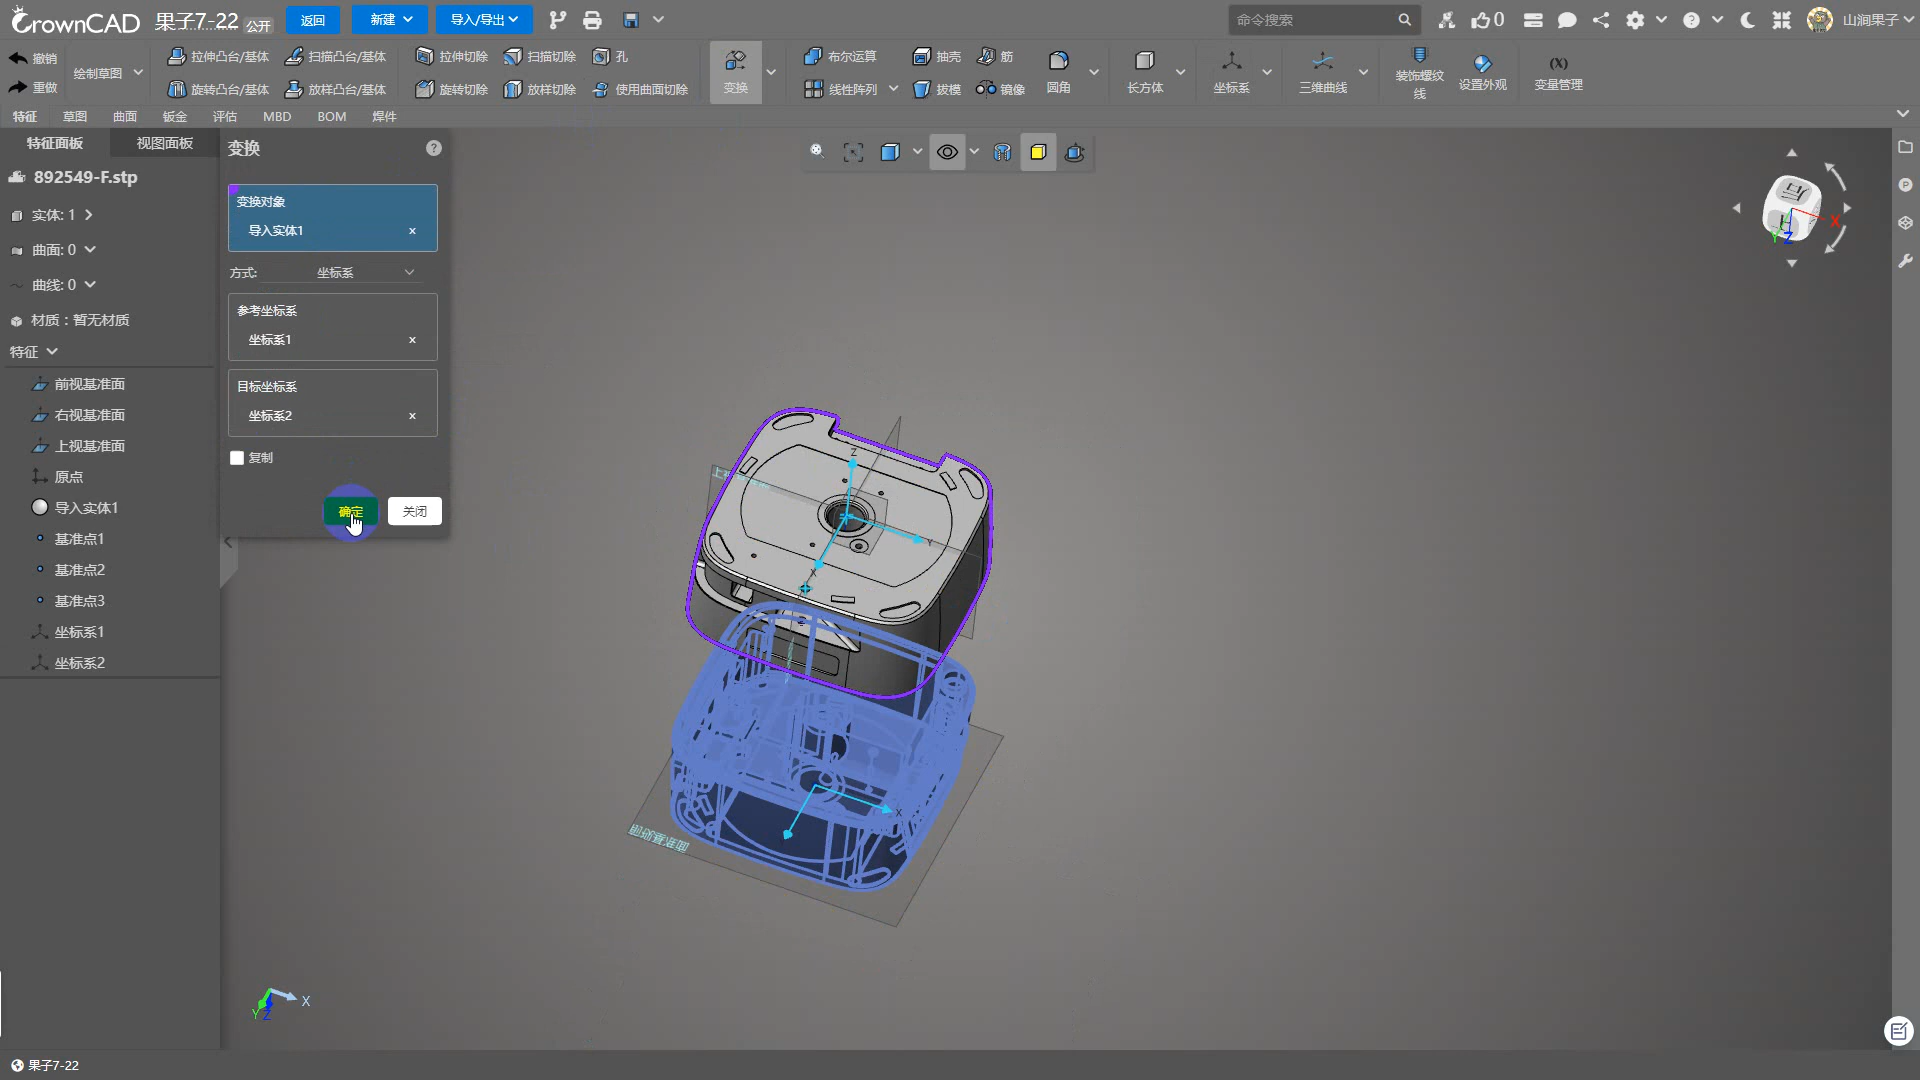 CrownCAD 果子7-22 公开 返回 新建 导入/导出 命令搜索 0 山涧果子
撤销 重做 绘制草图
拉伸凸台/基体 扫描凸台/基体 拉伸切除 扫描切除 孔 变换 布尔运算 抽壳 筋 圆角 长方体 坐标系 三维曲线 装饰螺纹线 设置外观 变量管理
旋转凸台/基体 放样凸台/基体 旋转切除 放样切除 使用曲面切除 线性阵列 拔模 镜像
特征 草图 曲面 钣金 评估 MBD BOM 焊件
特征面板 视图面板
892549-F.stp
实体: 1
曲面: 0
曲线: 0
材质：暂无材质
特征
前视基准面
右视基准面
上视基准面
原点
导入实体1
基准点1
基准点2
基准点3
坐标系1
坐标系2
变换
变换对象
导入实体1
方式: 坐标系
参考坐标系
坐标系1
目标坐标系
坐标系2
复制
确定 关闭
Z
Y
X
X
X
Y
Z
X
Y
Z
果子7-22